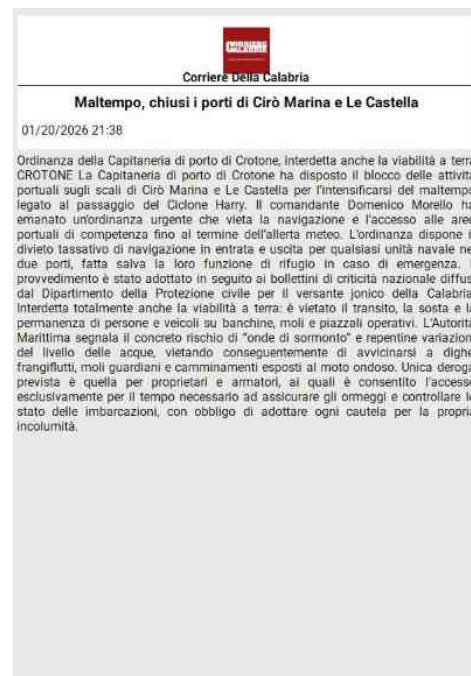 CORRIERE
CALABRIA
Corriere Della Calabria
Maltempo, chiusi i porti di Cirò Marina e Le Castella
01/20/2026 21:38
Ordinanza della Capitaneria di porto di Crotone, interdetta anche la viabilità a terra
CROTONE La Capitaneria di porto di Crotone ha disposto il blocco delle attività
portuali sugli scali di Cirò Marina e Le Castella per l'intensificarsi del maltempo
legato al passaggio del Ciclone Harry. Il comandante Domenico Morello ha
emanato un'ordinanza urgente che vieta la navigazione e l'accesso alle aree
portuali di competenza fino al termine dell'allerta meteo. L'ordinanza dispone i
divieto tassativo di navigazione in entrata e uscita per qualsiasi unità navale ne
due porti, fatta salva la loro funzione di rifugio in caso di emergenza.
provvedimento è stato adottato in seguito ai bollettini di criticità nazionale diffus
dal Dipartimento della Protezione civile per il versante jonico della Calabria
Interdetta totalmente anche la viabilità a terra: è vietato il transito, la sosta e la
permanenza di persone e veicoli su banchine, moli e piazzali operativi. L'Autorità
Marittima segnala il concreto rischio di "onde di sormonto" e repentine variazion
del livello delle acque, vietando conseguentemente di avvicinarsi a dighe
frangiflutti, moli guardiani e camminamenti esposti al moto ondoso. Unica deroga
prevista è quella per proprietari e armatori, ai quali è consentito l'accesso
esclusivamente per il tempo necessario ad assicurare gli ormeggi e controllare lo
stato delle imbarcazioni, con obbligo di adottare ogni cautela per la propria
incolumità.